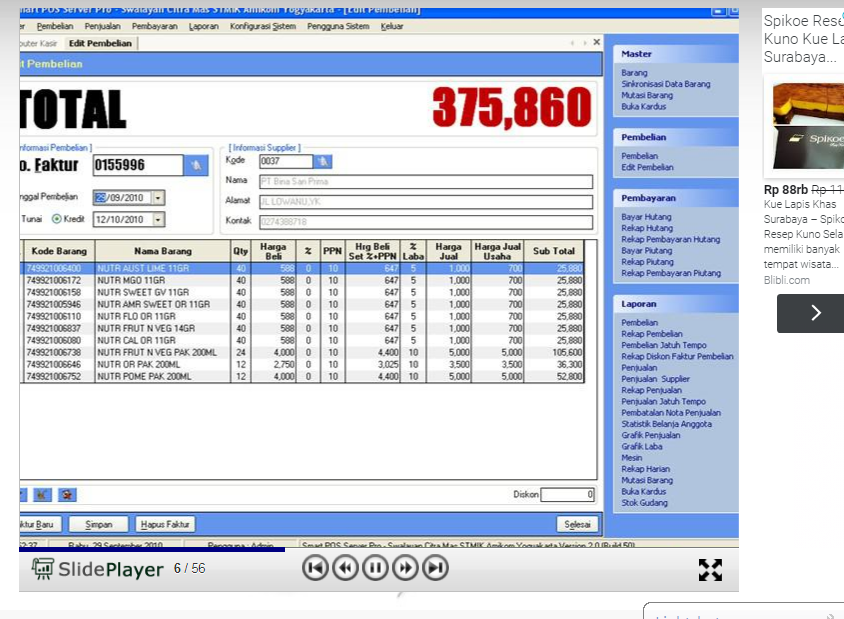 mart POS Server Pro - Swalayan Citra Mas STMIK Amikom Yogyakarta - [Edit Pembelian]
Pembelian Penjualan Pembayaran Laporan Konfigurasi Sistem Pengguna Sistem Keluar
outer Kasir Edit Pembelian
it Pembelian
TOTAL 375,860
nformasi Pembelian ]
o. Faktur 0155996
nggal Pembelian 29/09/2010
Tunai Kredit 12/10/2010
[ Informasi Supplier ]
Kode 0037
Nama PT Bina San Prima
Alamat JL LOWANU,YK
Kontak 0274388718
Kode Barang Nama Barang Qty Harga Beli % PPN Hrg Beli Set %+PPN % Laba Harga Jual Harga Jual Usaha Sub Total
749921006400 NUTR AUST LIME 11GR 40 588 0 10 647 5 1,000 700 25,880
749921006172 NUTR MGO 11GR 40 588 0 10 647 5 1,000 700 25,880
749921006158 NUTR SWEET GV 11GR 40 588 0 10 647 5 1,000 700 25,880
749921005946 NUTR AMR SWEET OR 11GR 40 588 0 10 647 5 1,000 700 25,880
749921006110 NUTR FLO OR 11GR 40 588 0 10 647 5 1,000 700 25,880
749921006837 NUTR FRUT N VEG 14GR 40 588 0 10 647 5 1,000 700 25,880
749921006080 NUTR CAL OR 11GR 40 588 0 10 647 5 1,000 700 25,880
749921006738 NUTR FRUT N VEG PAK 200ML 24 4,000 0 10 4,400 10 5,000 5,000 105,600
749921006646 NUTR OR PAK 200ML 12 2,750 0 10 3,025 10 3,500 3,500 36,300
749921006752 NUTR POME PAK 200ML 12 4,000 0 10 4,400 10 5,000 5,000 52,800
Diskon 0
ktur Baru Simpan Hapus Faktur Selesai
2:37 Rabu, 29 September 2010 Pengguna : Admin Smart POS Server Pro - Swalayan Citra Mas STMIK Amikom Yogyakarta Version 2.0 (Build 50)
Master
Barang
Sinkronisasi Data Barang
Mutasi Barang
Buka Kardus
Pembelian
Pembelian
Edit Pembelian
Pembayaran
Bayar Hutang
Rekap Hutang
Rekap Pembayaran Hutang
Bayar Piutang
Rekap Piutang
Rekap Pembayaran Piutang
Laporan
Pembelian
Rekap Pembelian
Pembelian Jatuh Tempo
Rekap Diskon Faktur Pembelian
Penjualan
Penjualan Supplier
Rekap Penjualan
Penjualan Jatuh Tempo
Pembatalan Nota Penjualan
Statistik Belanja Anggota
Grafik Penjualan
Grafik Laba
Mesin
Rekap Harian
Mutasi Barang
Buka Kardus
Stok Gudang
SlidePlayer 6 / 56
Spikoe Rese
Kuno Kue La
Surabaya...
Spikoe
Rp 88rb Rp 11
Kue Lapis Khas
Surabaya – Spiko
Resep Kuno Sela
memiliki banyak
tempat wisata...
Blibli.com